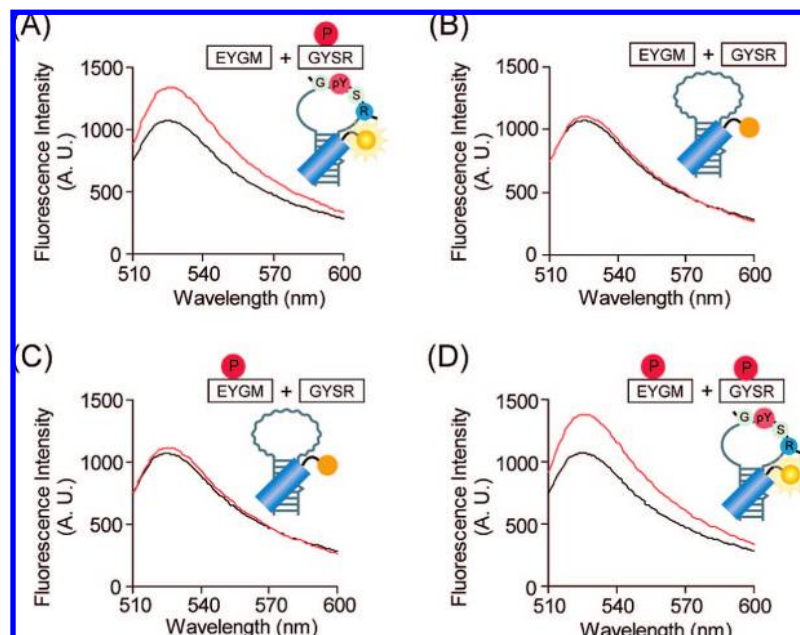 (A)
P
EYGM + GYSR
G pY S R
Fluorescence Intensity
(A. U.)
1500
1000
500
0
510 540 570 600
Wavelength (nm)
(B)
EYGM + GYSR
Fluorescence Intensity
(A. U.)
1500
1000
500
0
510 540 570 600
Wavelength (nm)
(C)
P
EYGM + GYSR
Fluorescence Intensity
(A. U.)
1500
1000
500
0
510 540 570 600
Wavelength (nm)
(D)
P P
EYGM + GYSR
G pY S R
Fluorescence Intensity
(A. U.)
1500
1000
500
0
510 540 570 600
Wavelength (nm)